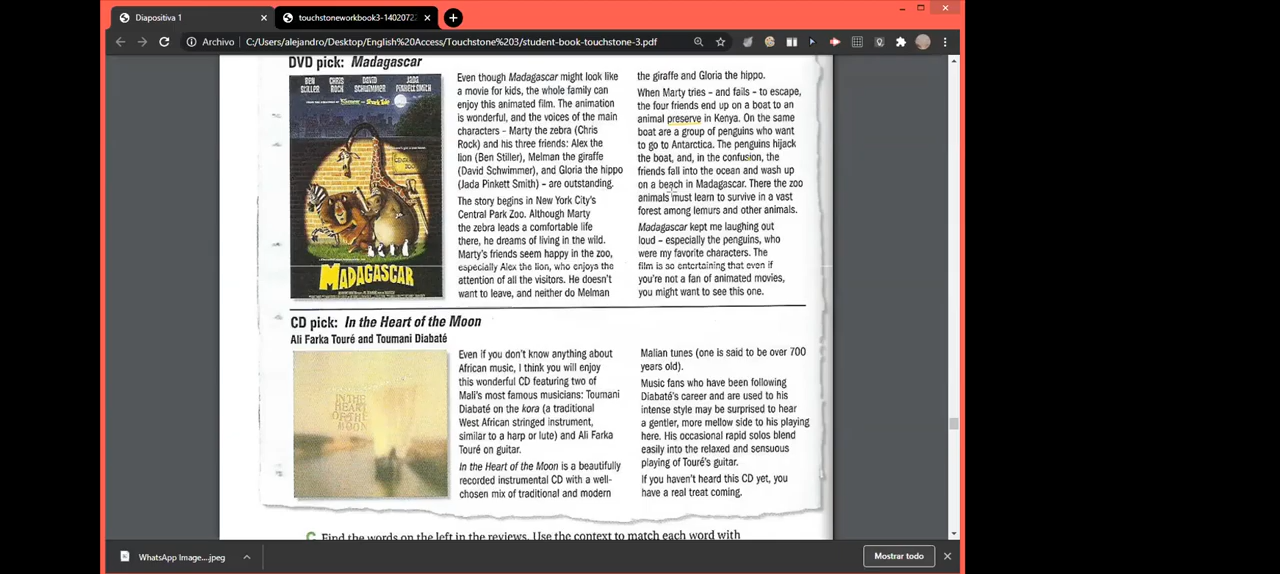 Diapositiva 1
touchstoneworkbook3-1402072
Archivo
C:/Users/alejandro/Desktop/English%20Access/Touchstone%203/student-book-touchstone-3.pdf
DVD pick: Madagascar
BEN STILLER
CHRIS ROCK
DAVID SCHWIMMER
JADA PINKETT SMITH
MADAGASCAR
Even though Madagascar might look like
a movie for kids, the whole family can
enjoy this animated film. The animation
is wonderful, and the voices of the main
characters – Marty the zebra (Chris
Rock) and his three friends: Alex the
lion (Ben Stiller), Melman the giraffe
(David Schwimmer), and Gloria the hippo
(Jada Pinkett Smith) – are outstanding.
The story begins in New York City's
Central Park Zoo. Although Marty
the zebra leads a comfortable life
there, he dreams of living in the wild.
Marty's friends seem happy in the zoo,
especially Alex the lion, who enjoys the
attention of all the visitors. He doesn't
want to leave, and neither do Melman
the giraffe and Gloria the hippo.
When Marty tries – and fails – to escape,
the four friends end up on a boat to an
animal preserve in Kenya. On the same
boat are a group of penguins who want
to go to Antarctica. The penguins hijack
the boat, and, in the confusion, the
friends fall into the ocean and wash up
on a beach in Madagascar. There the zoo
animals must learn to survive in a vast
forest among lemurs and other animals.
Madagascar kept me laughing out
loud – especially the penguins, who
were my favorite characters. The
film is so entertaining that even if
you're not a fan of animated movies,
you might want to see this one.
CD pick: In the Heart of the Moon
Ali Farka Touré and Toumani Diabaté
IN THE
HEART
OF THE
MOON
Even if you don't know anything about
African music, I think you will enjoy
this wonderful CD featuring two of
Mali's most famous musicians: Toumani
Diabaté on the kora (a traditional
West African stringed instrument,
similar to a harp or lute) and Ali Farka
Touré on guitar.
In the Heart of the Moon is a beautifully
recorded instrumental CD with a well-
chosen mix of traditional and modern
Malian tunes (one is said to be over 700
years old).
Music fans who have been following
Diabaté's career and are used to his
intense style may be surprised to hear
a gentler, more mellow side to his playing
here. His occasional rapid solos blend
easily into the relaxed and sensuous
playing of Touré's guitar.
If you haven't heard this CD yet, you
have a real treat coming.
C Find the words on the left in the reviews. Use the context to match each word with
WhatsApp Image....jpeg
Mostrar todo